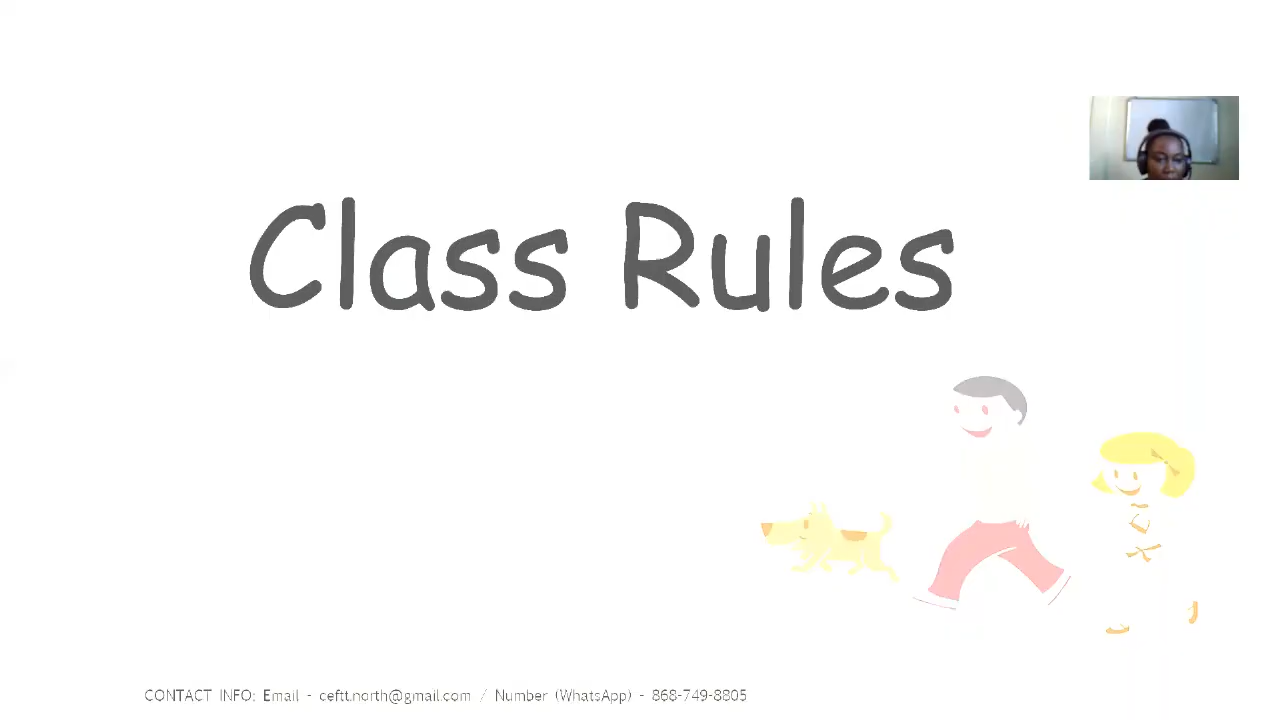 Class Rules
CONTACT INFO: Email - ceftt.north@gmail.com / Number (WhatsApp) - 868-749-8805